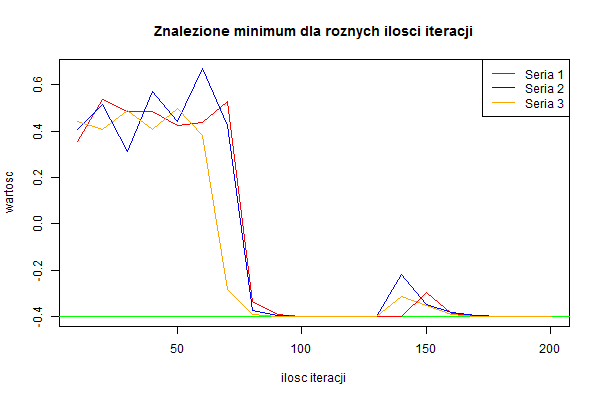 Znalezione minimum dla roznych ilosci iteracji
Seria 1
Seria 2
Seria 3
wartosc
0.6
0.4
0.2
0.0
-0.2
-0.4
50
100
150
200
ilosc iteracji